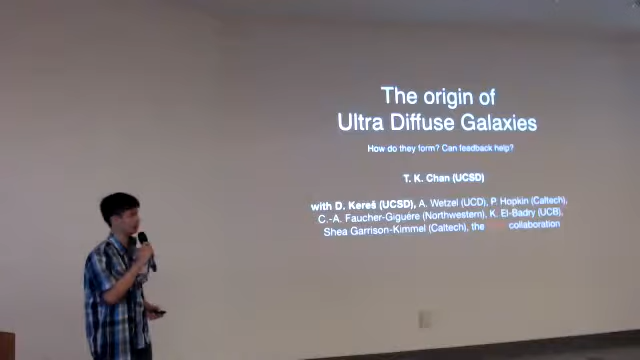 The origin of
Ultra Diffuse Galaxies
How do they form? Can feedback help?
T. K. Chan (UCSD)
with D. Kereš (UCSD), A. Wetzel (UCD), P. Hopkin (Caltech),
C.-A. Faucher-Giguère (Northwestern), K. El-Badry (UCB),
Shea Garrison-Kimmel (Caltech), the collaboration